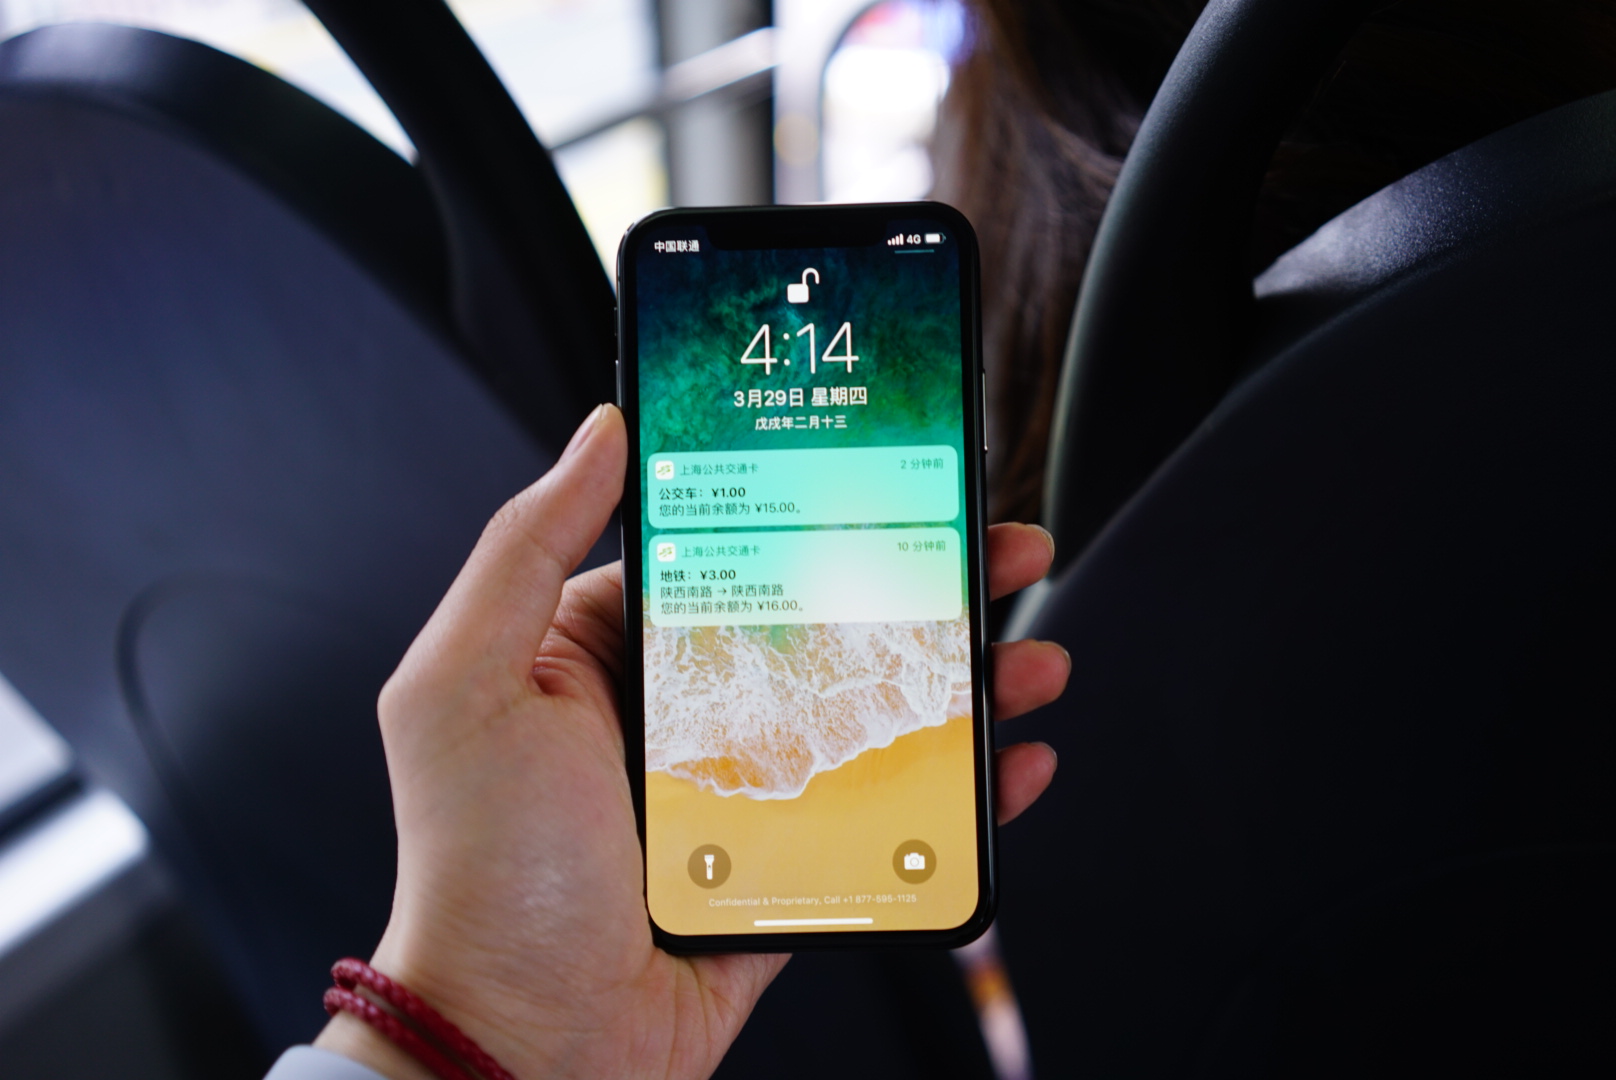 中国联通
4G
4:14
3月29日 星期四
戊戌年二月十三
上海公共交通卡 2 分钟前
公交车：¥1.00
您的当前余额为 ¥15.00。
上海公共交通卡 10 分钟前
地铁：¥3.00
陕西南路 → 陕西南路
您的当前余额为 ¥16.00。
Confidential & Proprietary, Call +1 877-595-1125